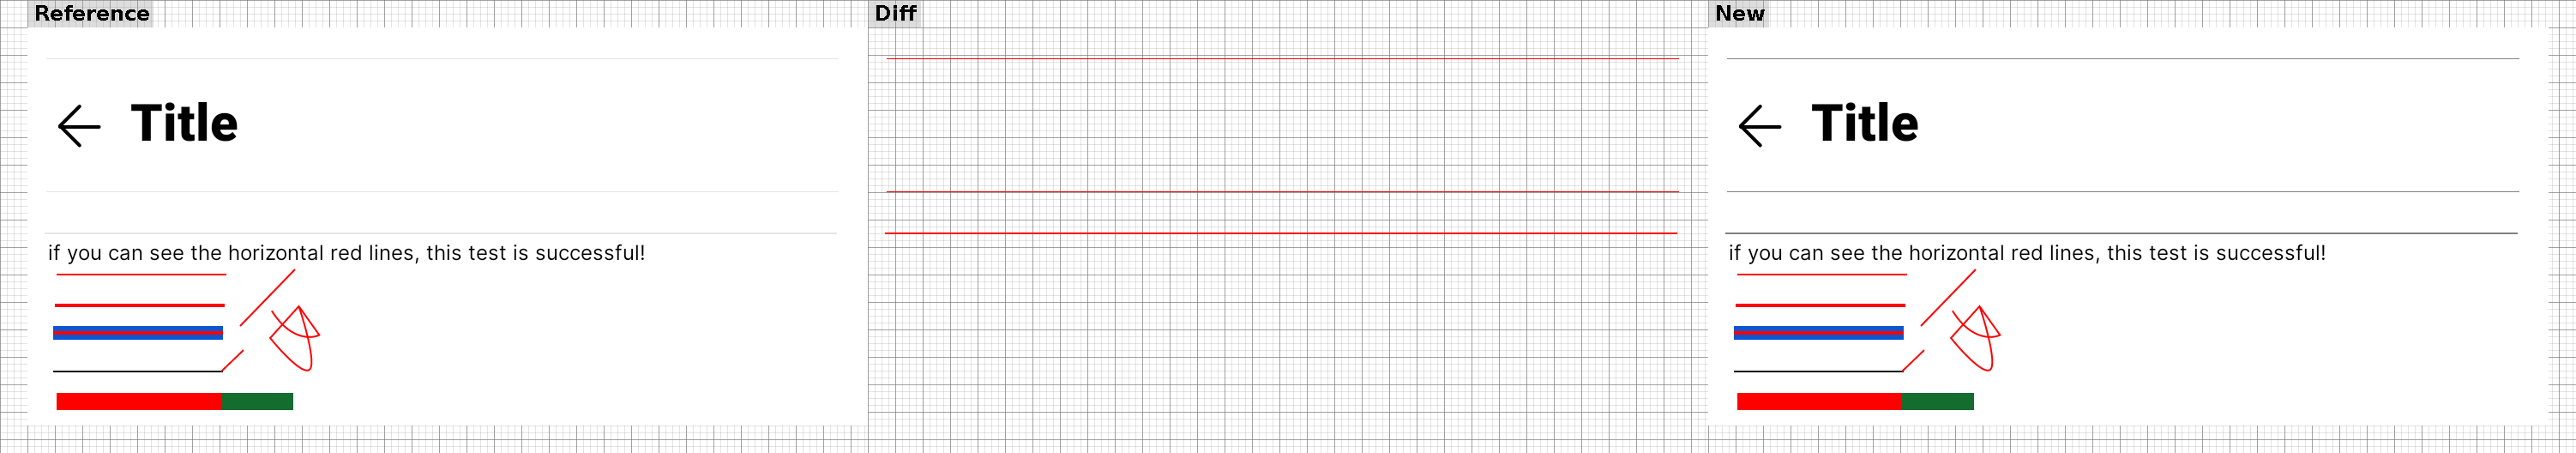 Reference
Diff
New
Title
Title
if you can see the horizontal red lines, this test is successful!
if you can see the horizontal red lines, this test is successful!